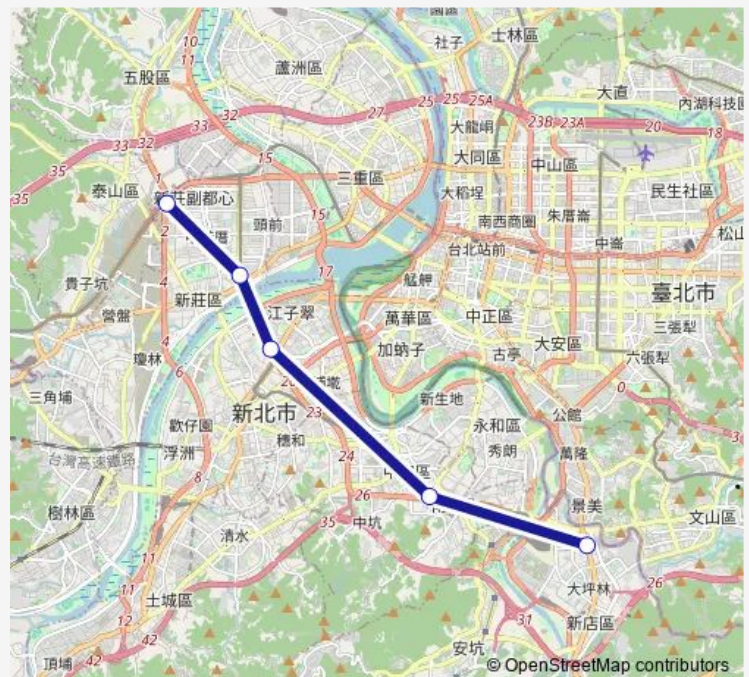 社子
士林區
10
11
五股區
蘆洲區
大直
內湖科技
32
27
25
25
25A
33
23B
23A
20
18
大龍峒
33
32
35
35
15
大同區
中山區
1
三重區
泰山區
新莊副都心
大稻埕
民生社區
15
頭前
南西商圈
朱厝崙
2
松山
台北站前
中崙
17
貴子坑
4
艋舺
新莊區
臺北市
江子翠
萬華區
中正區
營盤
三張犁
4
加蚋子
古亭
大安區
六張犁
瓊林
6
0
三角埔
新生地
新北市
23
公館
歡仔園
永和區
穗和
秀朗
萬隆
台灣高速鐵路
浮洲
24
8
26
景美
樹林區
35
中坑
文山區
清水
11
大坪林
26
土城區
12
31
新店區
42
安坑
頂埔
42
© OpenStreetMap contributors